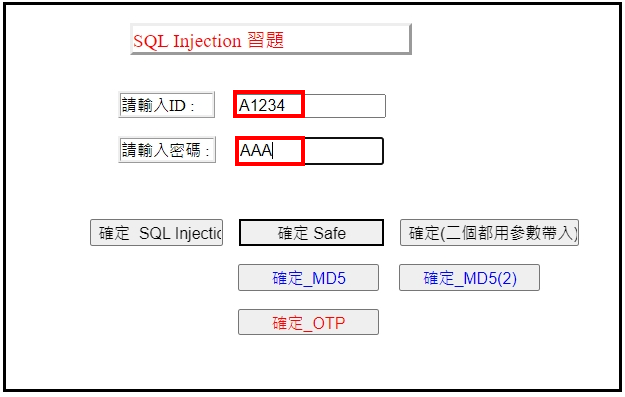 SQL Injection 習題
請輸入ID : A1234
請輸入密碼 : AAA
確定 SQL Injectic 確定 Safe 確定(二個都用參數帶入)
確定_MD5 確定_MD5(2)
確定_OTP